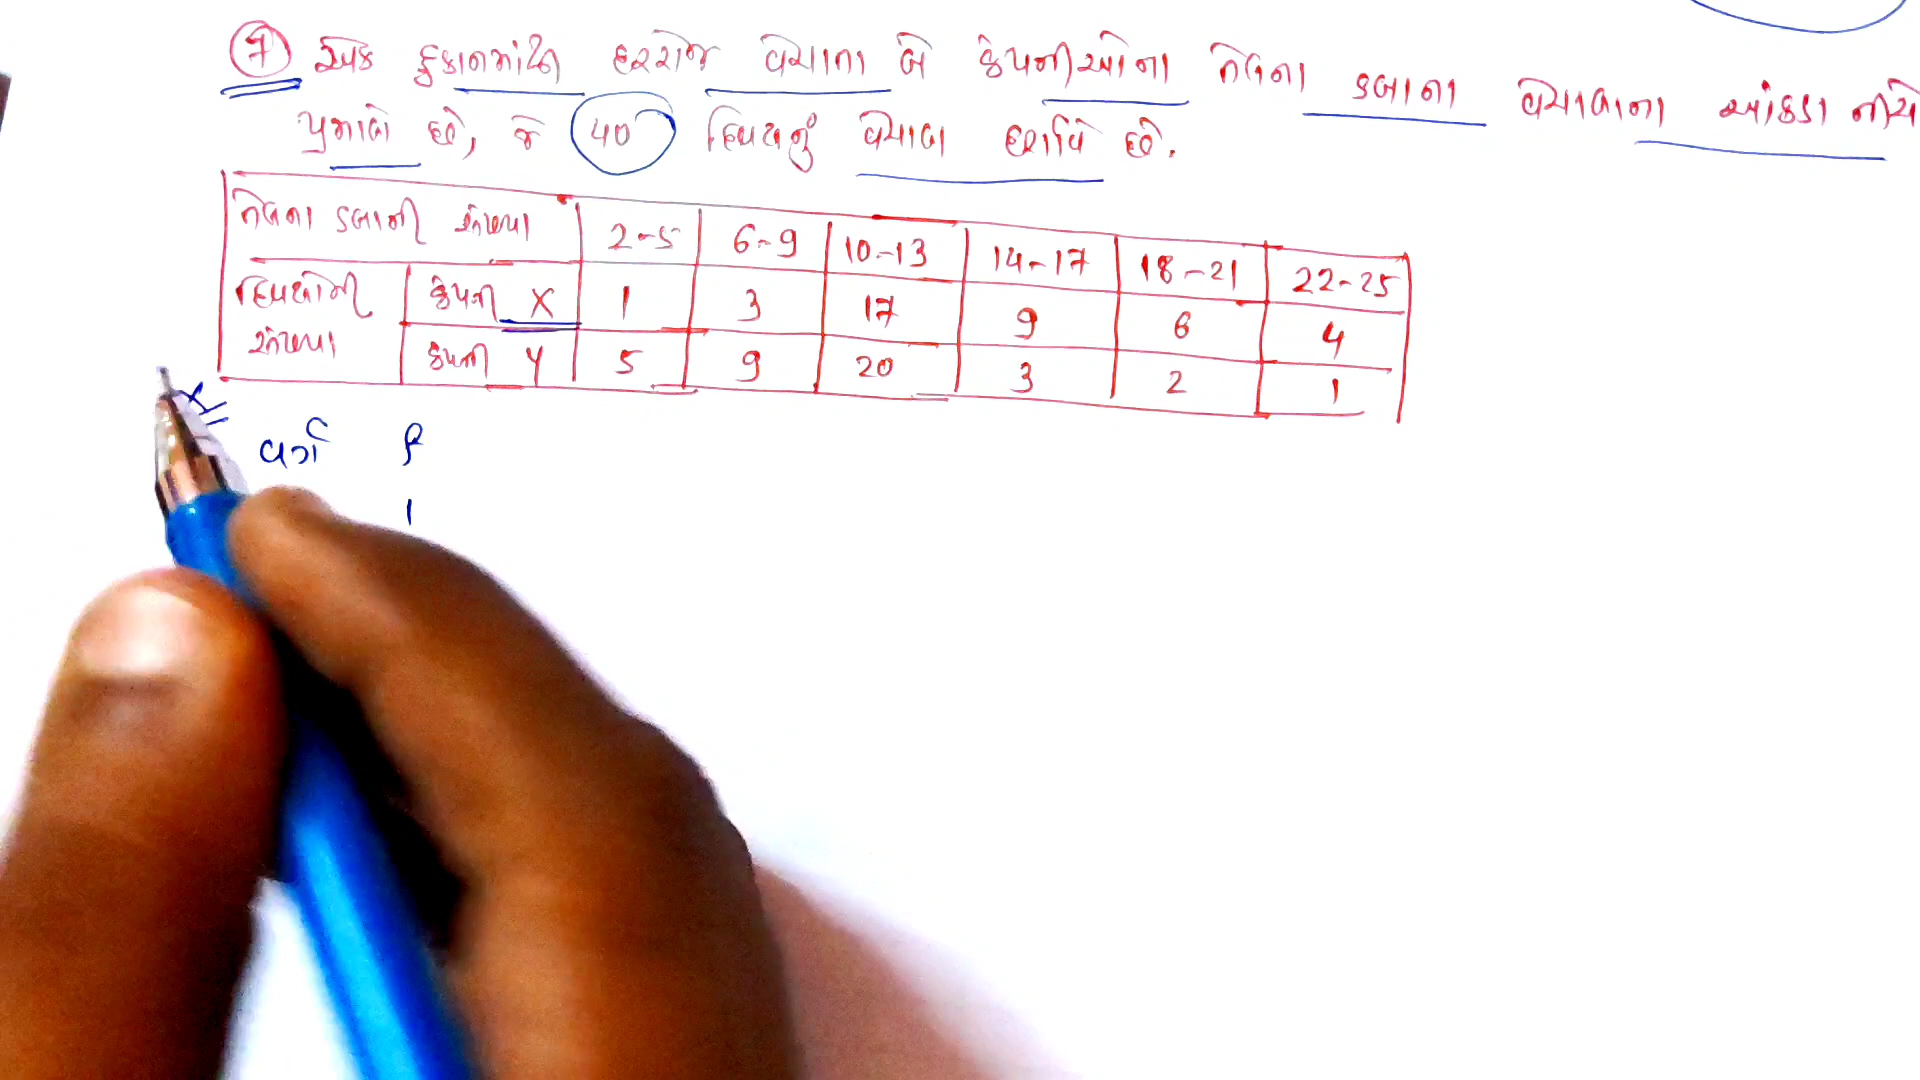 7 એક દુકાનમાંથી દરરોજ વેચાતા બે કંપનીઓના તેલના ડબાના વેચાણના આંકડા નીચે
પ્રમાણે છે, જે 40 દિવસનું વેચાણ દર્શાવે છે.
તેલના ડબાની સંખ્યા 2-5 6-9 10-13 14-17 18-21 22-25
દિવસોની સંખ્યા કંપની X 1 3 17 9 6 4
કંપની Y 5 9 20 3 2 1
X
વર્ગ f
1